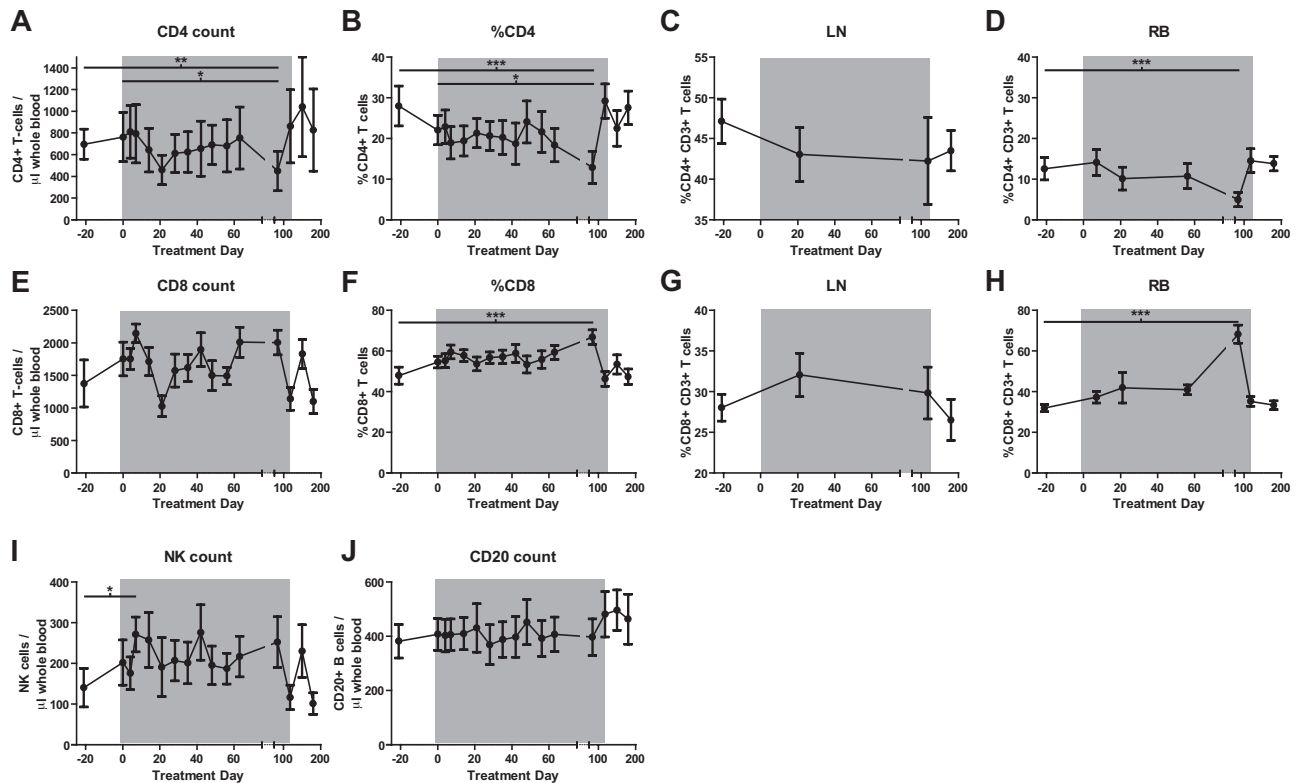 A CD4 count
** 
*
CD4+ T-cells /
µl whole blood
1400
1200
1000
800
600
400
200
0
-20 0 20 40 60 100 200
Treatment Day
B %CD4
***
*
%CD4+ T cells
40
30
20
10
0
-20 0 20 40 60 100 200
Treatment Day
C LN
%CD4+ CD3+ T cells
55
50
45
40
35
-20 0 20 40 60 100 200
Treatment Day
D RB
***
%CD4+ CD3+ T cells
40
30
20
10
0
-20 0 20 40 60 100 200
Treatment Day
E CD8 count
CD8+ T-cells /
µl whole blood
2500
2000
1500
1000
500
0
-20 0 20 40 60 100 200
Treatment Day
F %CD8
***
%CD8+ T cells
80
60
40
20
0
-20 0 20 40 60 100 200
Treatment Day
G LN
%CD8+ CD3+ T cells
40
35
30
25
20
-20 0 20 40 60 100 200
Treatment Day
H RB
***
%CD8+ CD3+ T cells
80
60
40
20
0
-20 0 20 40 60 100 200
Treatment Day
I NK count
*
NK cells /
µl whole blood
400
300
200
100
0
-20 0 20 40 60 100 200
Treatment Day
J CD20 count
CD20+ B cells /
µl whole blood
600
400
200
0
-20 0 20 40 60 100 200
Treatment Day